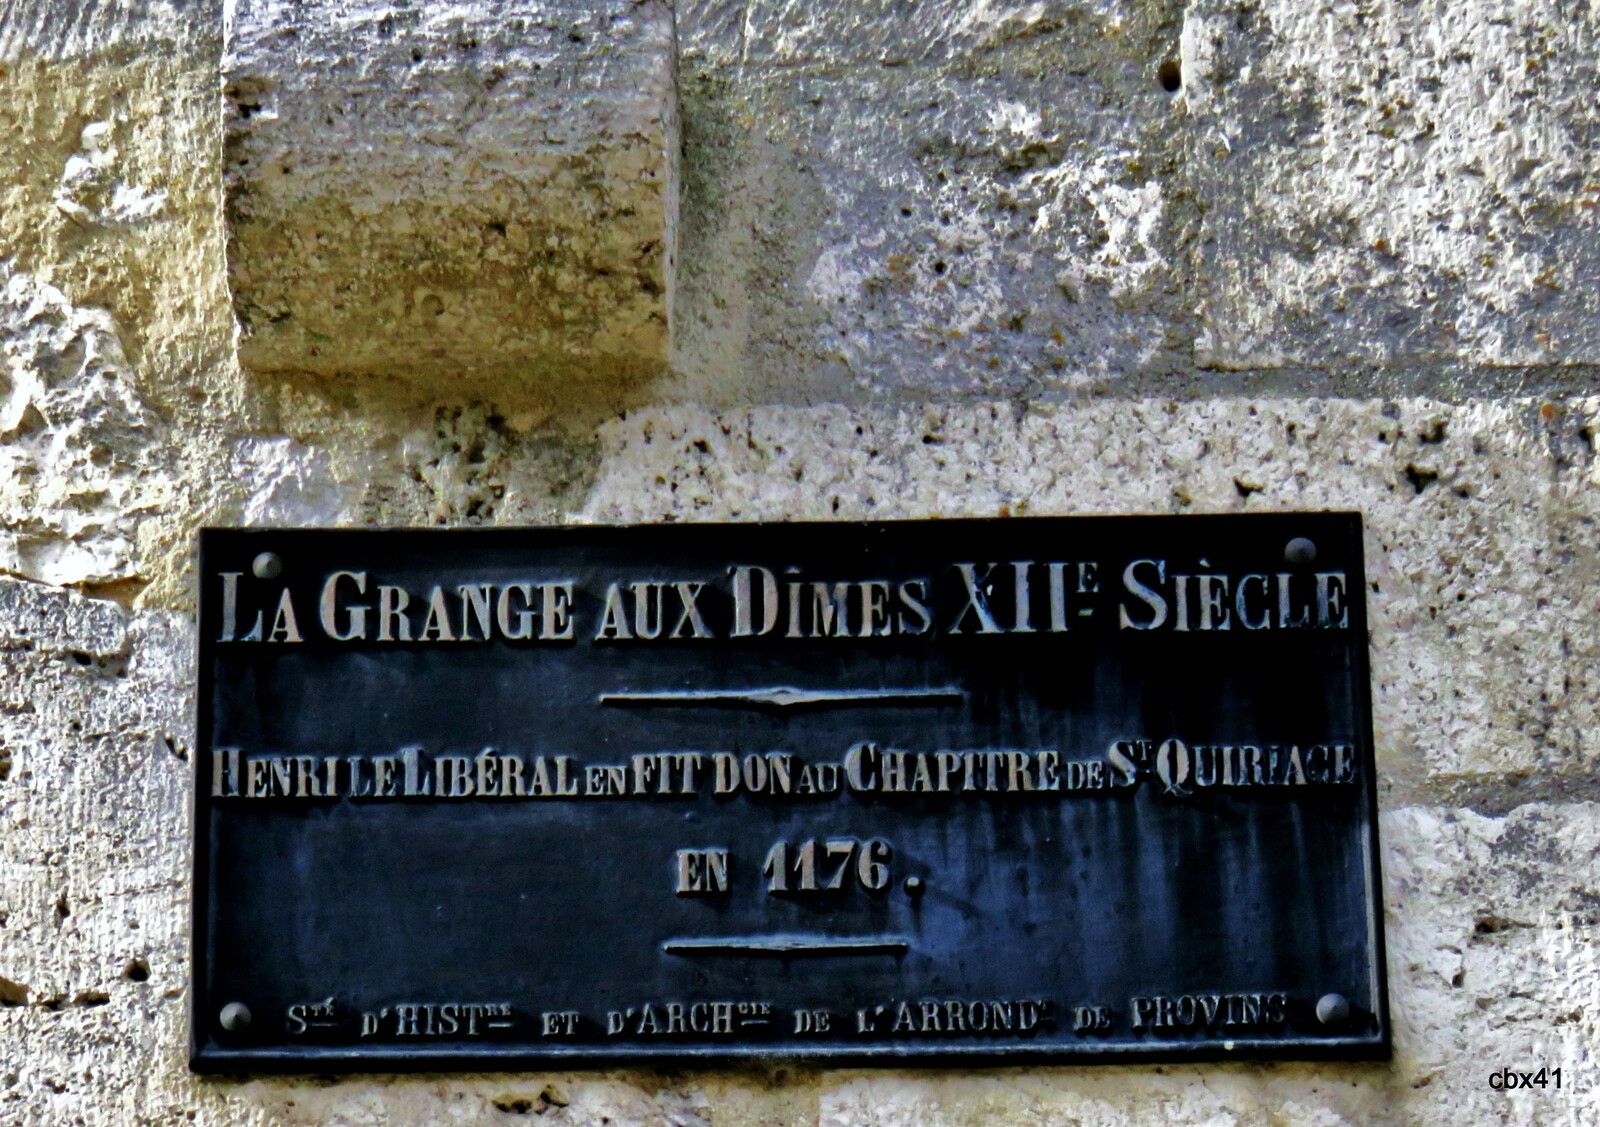 LA GRANGE AUX DÎMES XIIE SIÈCLE
HENRI LE LIBÉRAL EN FIT DON AU CHAPITRE DE ST QUIRIACE
EN 1176.
STÉ D'HISTRE ET D'ARCHGIE DE L'ARRONDT DE PROVINS
cbx41